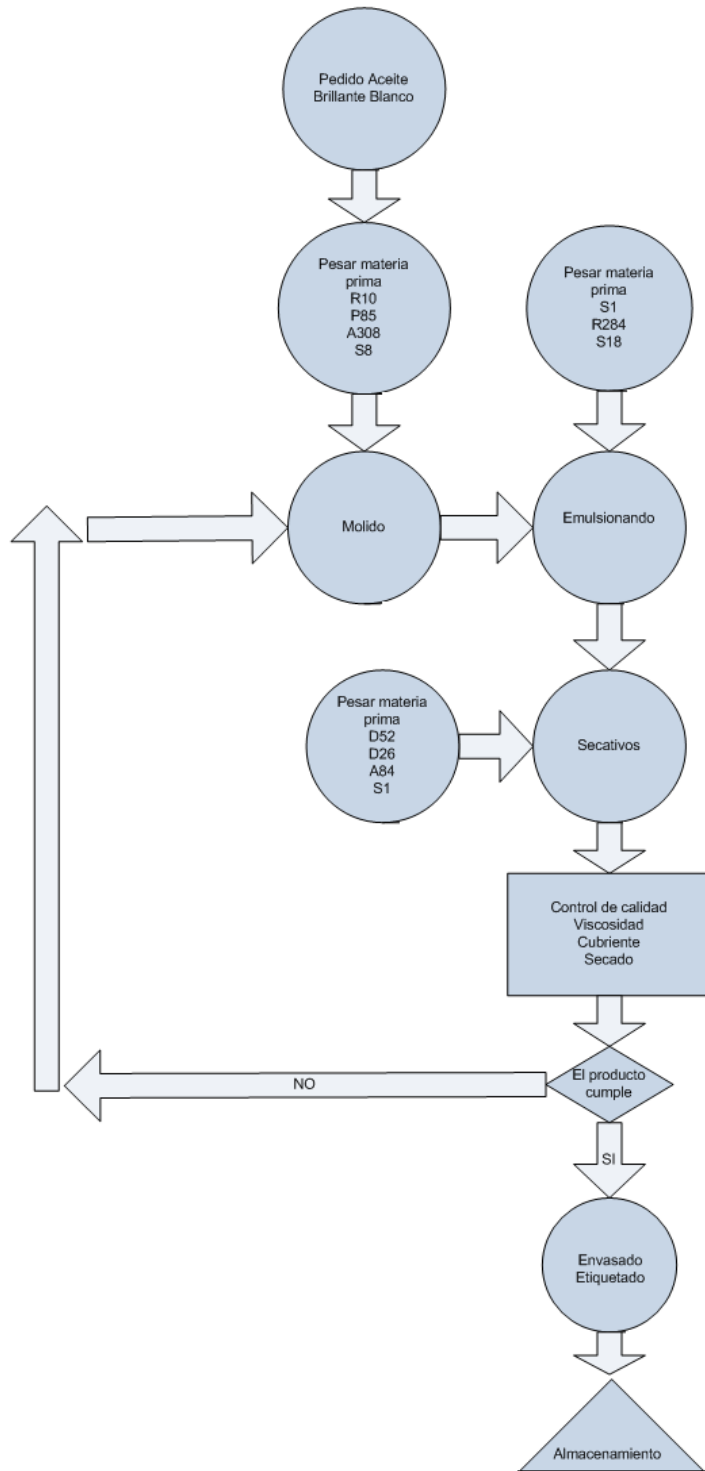 Pedido Aceite
Brillante Blanco
Pesar materia
prima
R10
P85
A308
S8
Pesar materia
prima
S1
R284
S18
Molido
Emulsionando
Pesar materia
prima
D52
D26
A84
S1
Secativos
Control de calidad
Viscosidad
Cubriente
Secado
El producto
cumple
NO
SI
Envasado
Etiquetado
Almacenamiento